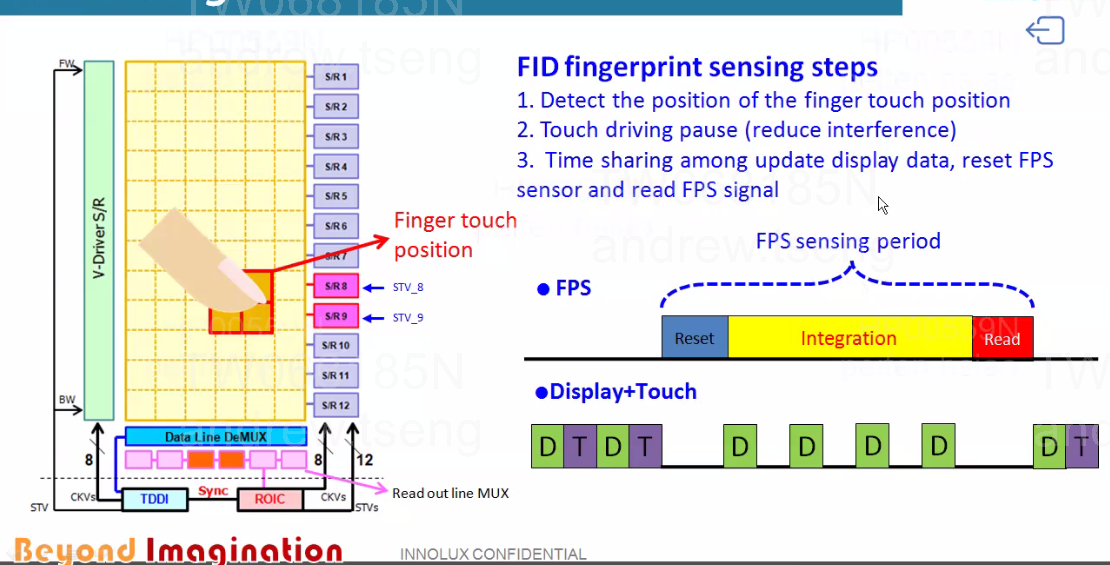 FID fingerprint sensing steps
1. Detect the position of the finger touch position
2. Touch driving pause (reduce interference)
3. Time sharing among update display data, reset FPS
sensor and read FPS signal
FW
V-Driver S/R
BW
S/R 1
S/R 2
S/R 3
S/R 4
S/R 5
S/R 6
S/R 7
S/R 8
S/R 9
S/R 10
S/R 11
S/R 12
STV_8
STV_9
Finger touch
position
Data Line DeMUX
8
8
12
Read out line MUX
STV
CKVs
TDDI
Sync
ROIC
CKVs
STVs
FPS sensing period
● FPS
Reset
Integration
Read
●Display+Touch
D T D T D D D D D T
Beyond Imagination
INNOLUX CONFIDENTIAL
TW068185N
andrew.tseng